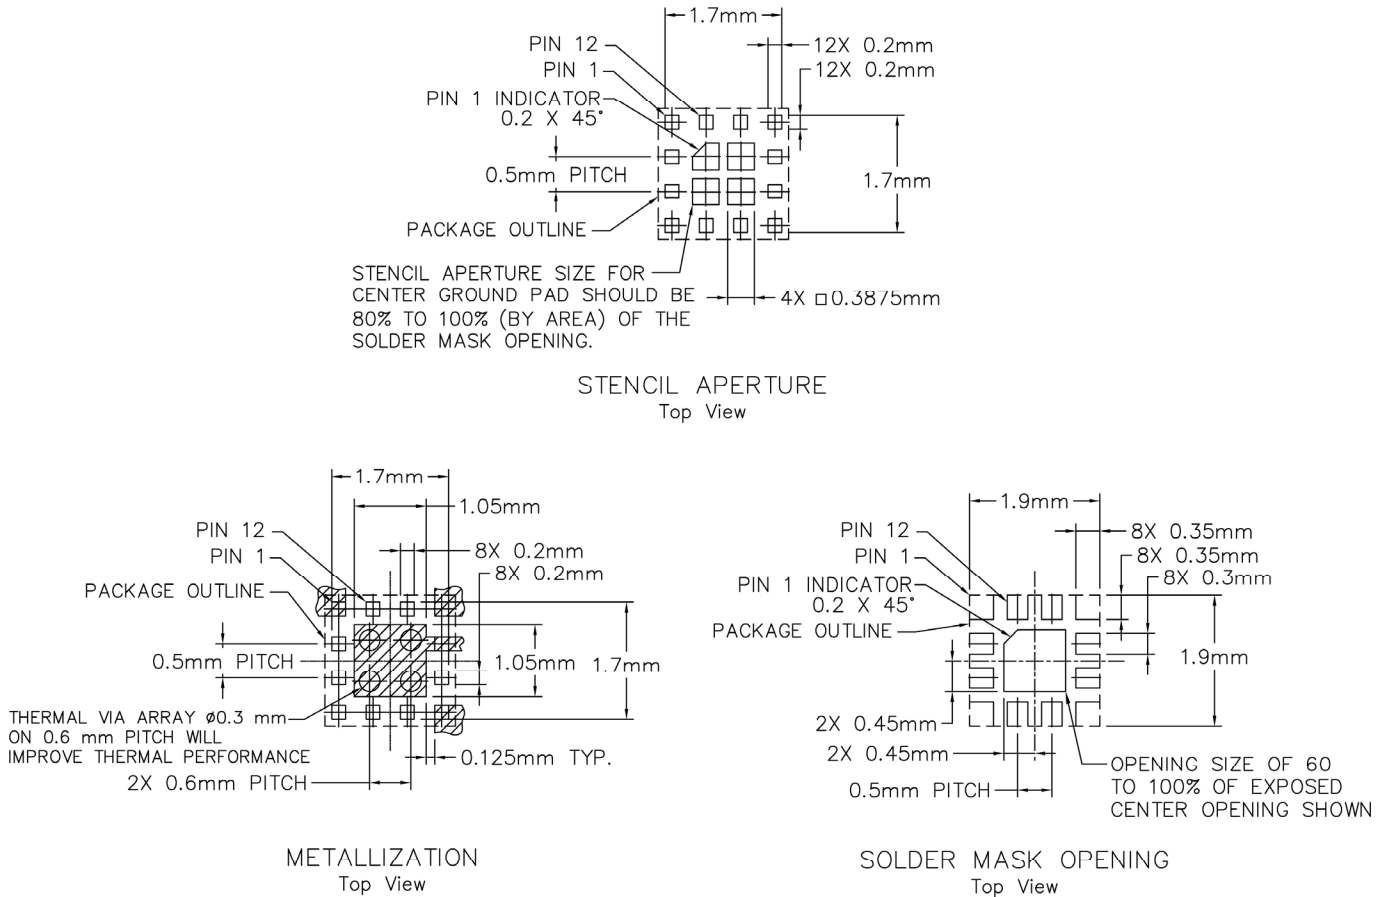 1.7mm
PIN 12
12X 0.2mm
PIN 1
12X 0.2mm
PIN 1 INDICATOR
0.2 X 45°
0.5mm PITCH
1.7mm
PACKAGE OUTLINE
STENCIL APERTURE SIZE FOR
CENTER GROUND PAD SHOULD BE
80% TO 100% (BY AREA) OF THE
SOLDER MASK OPENING.
4X □0.3875mm
STENCIL APERTURE
Top View
1.7mm
1.05mm
PIN 12
8X 0.2mm
PIN 1
8X 0.2mm
PACKAGE OUTLINE
0.5mm PITCH
1.05mm
1.7mm
THERMAL VIA ARRAY ø0.3 mm
ON 0.6 mm PITCH WILL
IMPROVE THERMAL PERFORMANCE
0.125mm TYP.
2X 0.6mm PITCH
METALLIZATION
Top View
1.9mm
PIN 12
8X 0.35mm
PIN 1
8X 0.35mm
PIN 1 INDICATOR
0.2 X 45°
8X 0.3mm
PACKAGE OUTLINE
1.9mm
2X 0.45mm
2X 0.45mm
0.5mm PITCH
OPENING SIZE OF 60
TO 100% OF EXPOSED
CENTER OPENING SHOWN
SOLDER MASK OPENING
Top View